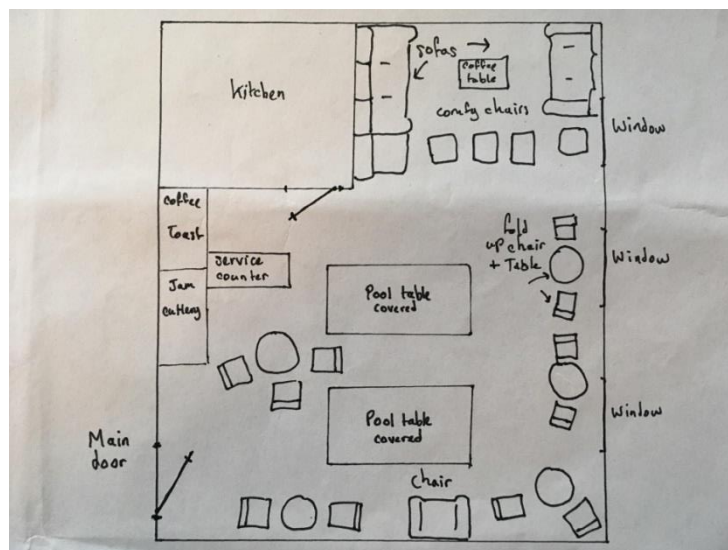 Kitchen
sofas
coffee
table
comfy chairs
Window
coffee
Toast
Jam
cutlery
service
counter
fold
up chair
+ Table
Window
Pool table
covered
Pool table
covered
Window
Main
door
chair